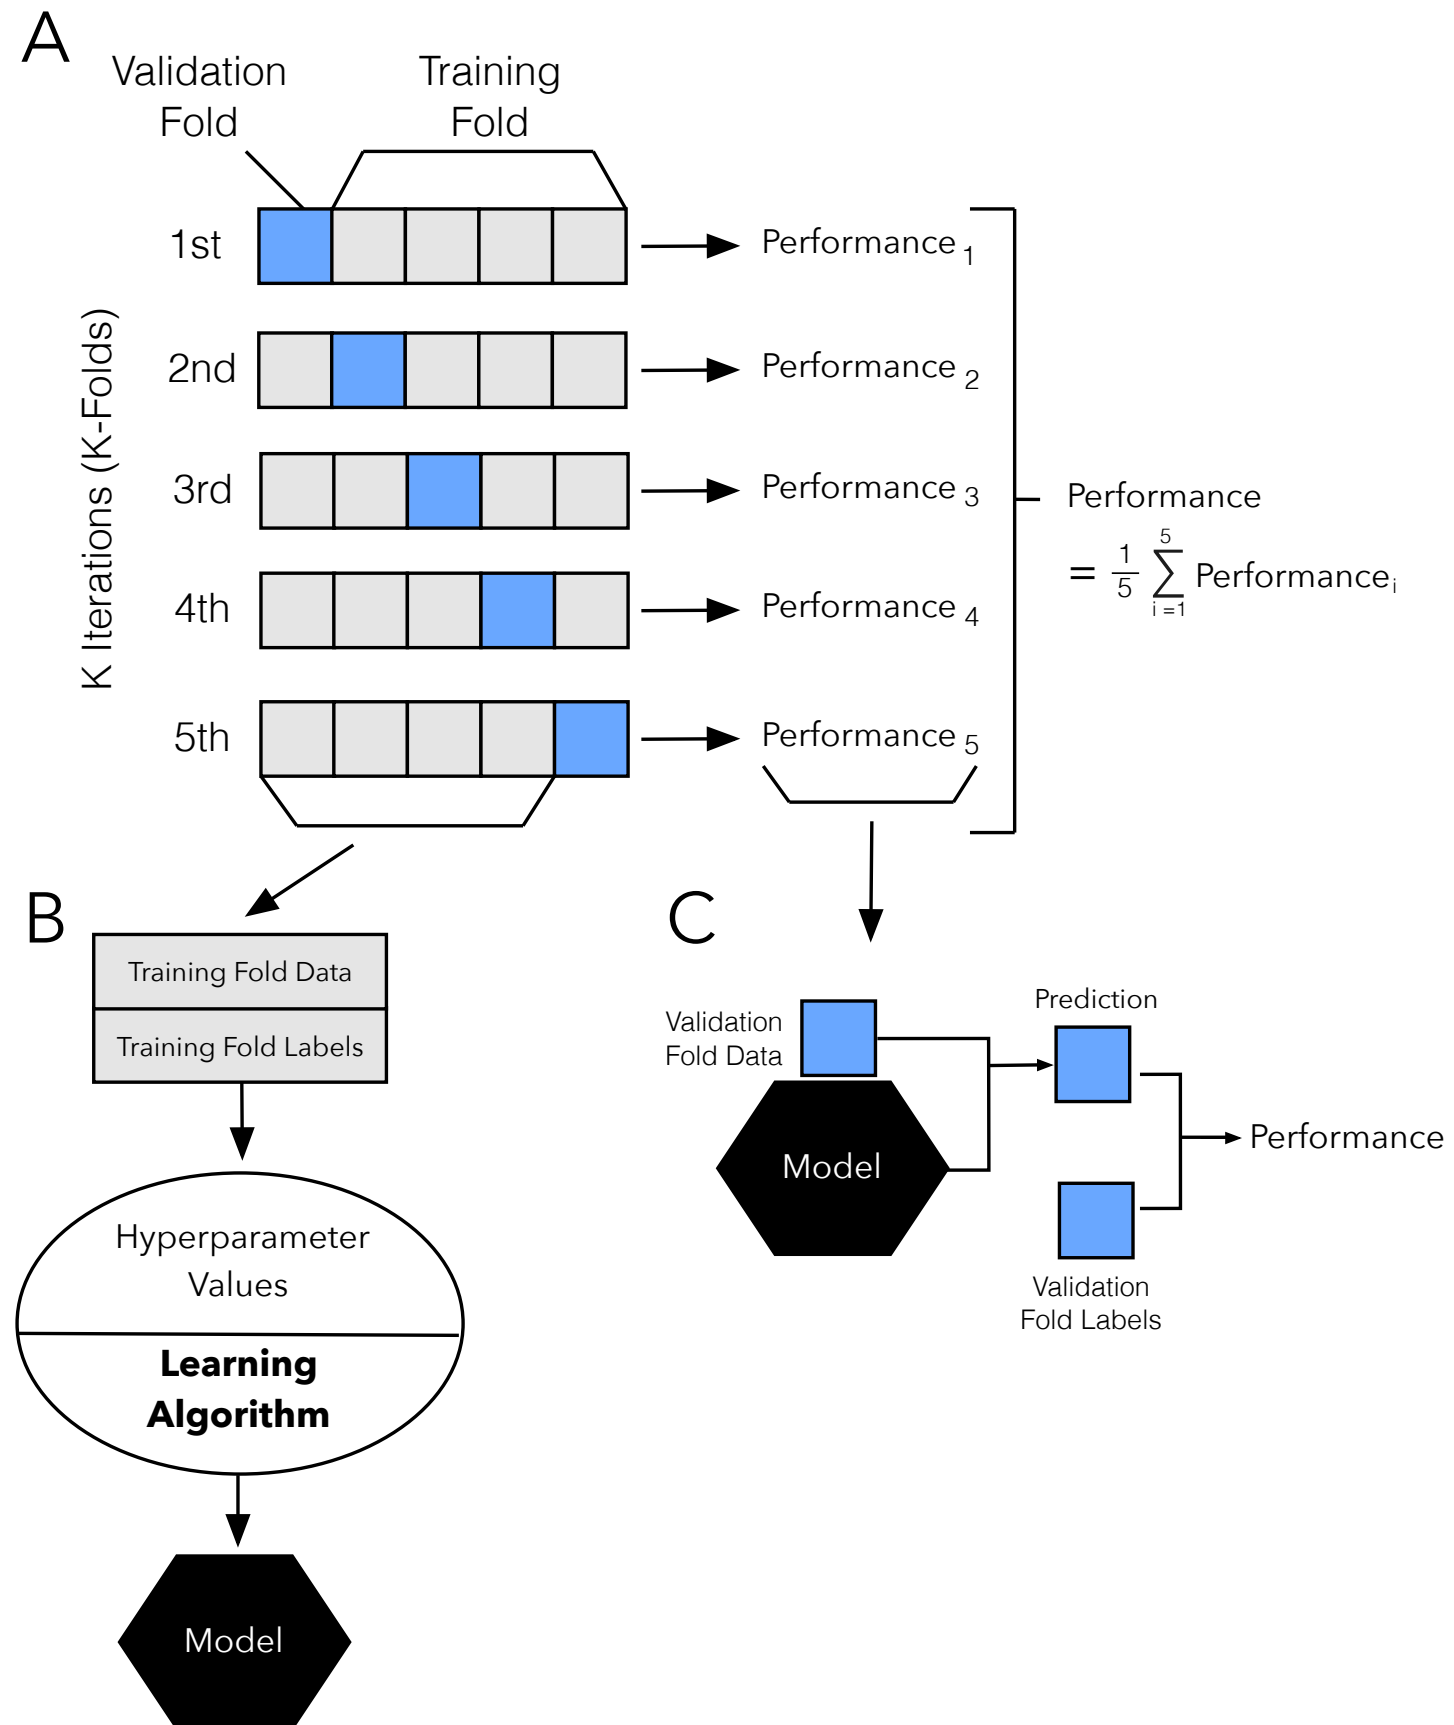 A
Validation
Fold
Training
Fold
K Iterations (K-Folds)
1st
Performance 1
2nd
Performance 2
3rd
Performance 3
4th
Performance 4
5th
Performance 5
Performance
= 1/5 5∑i =1 Performance i
B
Training Fold Data
Training Fold Labels
Hyperparameter
Values
Learning
Algorithm
Model
C
Validation
Fold Data
Model
Prediction
Validation
Fold Labels
Performance